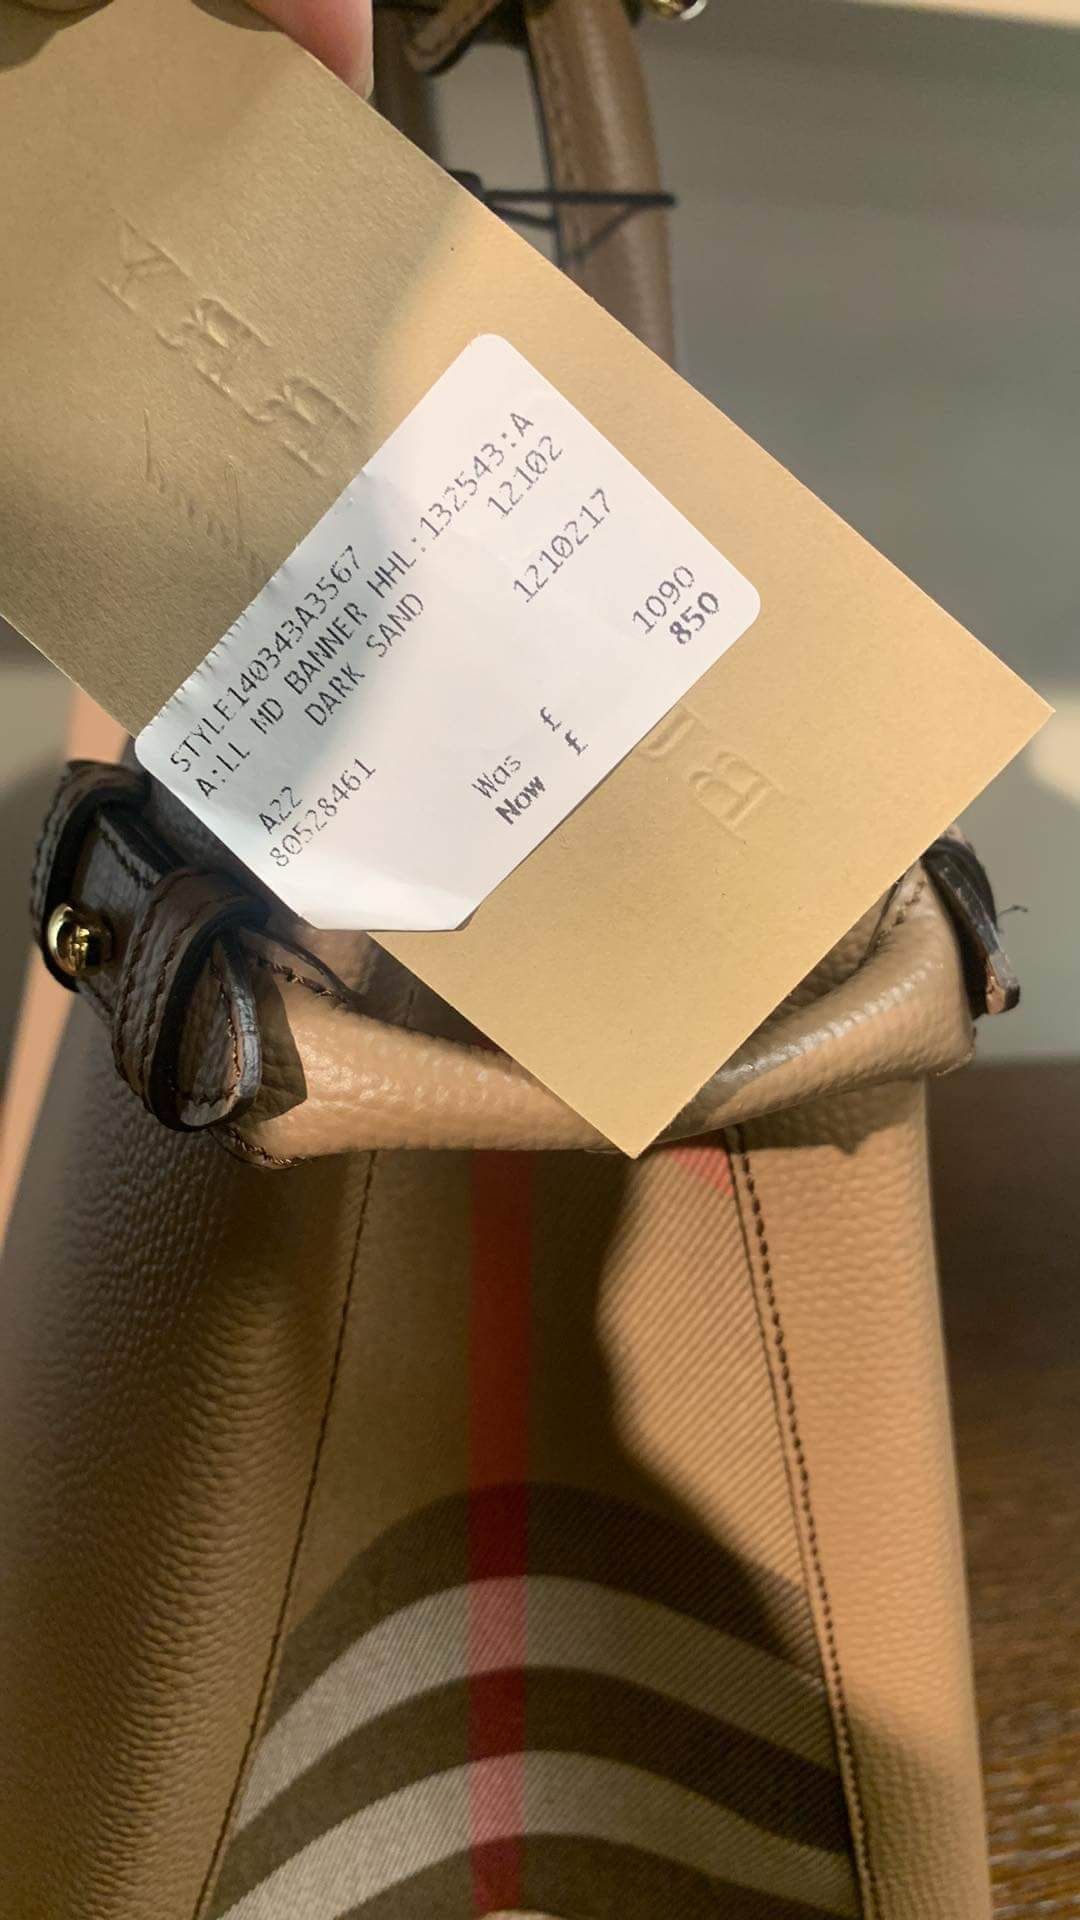 STYLE140343A3567
A:LL MD BANNER HHL:132543:A
DARK SAND 12102
A22 1210217
80528461
Was £ 1090
Now £ 850